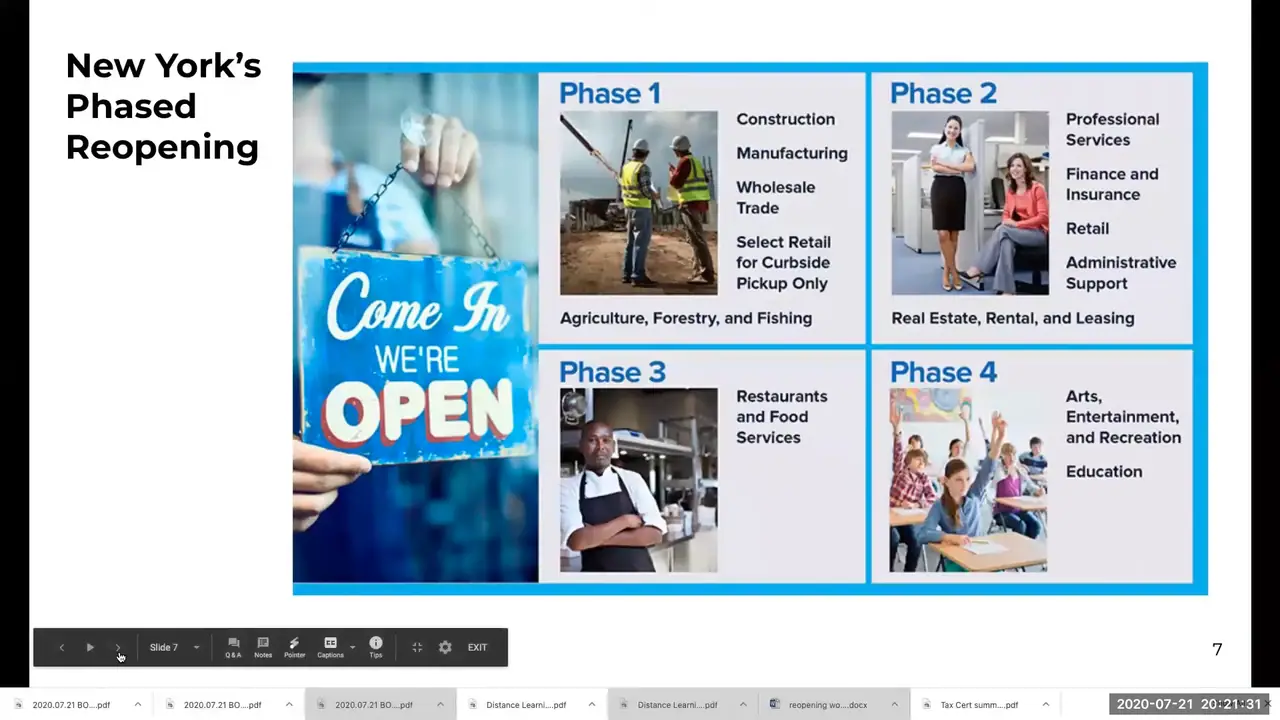 New York’s
Phased
Reopening
Come In
WE'RE
OPEN
Phase 1
Construction
Manufacturing
Wholesale
Trade
Select Retail
for Curbside
Pickup Only
Agriculture, Forestry, and Fishing
Phase 2
Professional
Services
Finance and
Insurance
Retail
Administrative
Support
Real Estate, Rental, and Leasing
Phase 3
Restaurants
and Food
Services
Phase 4
Arts,
Entertainment,
and Recreation
Education
Slide 7
Q & A
Notes
Pointer
CC
Captions
Tips
EXIT
7
2020.07.21 BO....pdf
2020.07.21 BO....pdf
2020.07.21 BO....pdf
Distance Learni....pdf
Distance Learni....pdf
reopening wo....docx
Tax Cert summ....pdf
2020-07-21 20:21:31